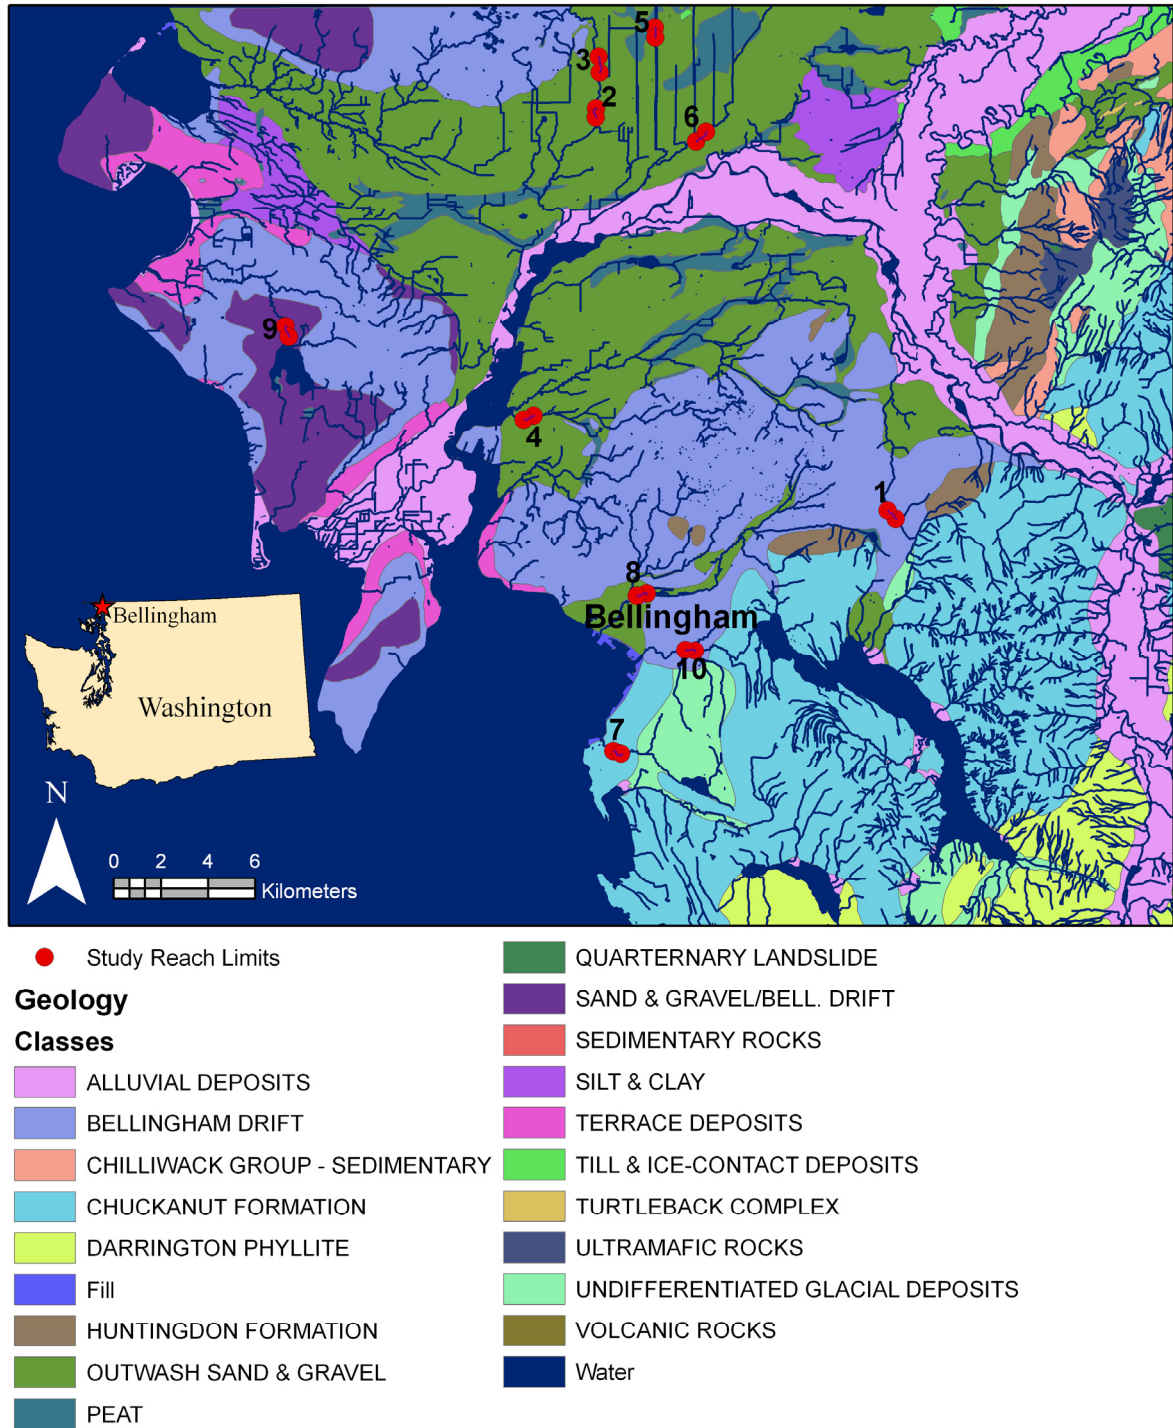 5
3
2
6
9
4
1
8
Bellingham
10
7
Bellingham
Washington
N
0 2 4 6
Kilometers
Study Reach Limits
Geology
Classes
ALLUVIAL DEPOSITS
BELLINGHAM DRIFT
CHILLIWACK GROUP - SEDIMENTARY
CHUCKANUT FORMATION
DARRINGTON PHYLLITE
Fill
HUNTINGDON FORMATION
OUTWASH SAND & GRAVEL
PEAT
QUARTERNARY LANDSLIDE
SAND & GRAVEL/BELL. DRIFT
SEDIMENTARY ROCKS
SILT & CLAY
TERRACE DEPOSITS
TILL & ICE-CONTACT DEPOSITS
TURTLEBACK COMPLEX
ULTRAMAFIC ROCKS
UNDIFFERENTIATED GLACIAL DEPOSITS
VOLCANIC ROCKS
Water